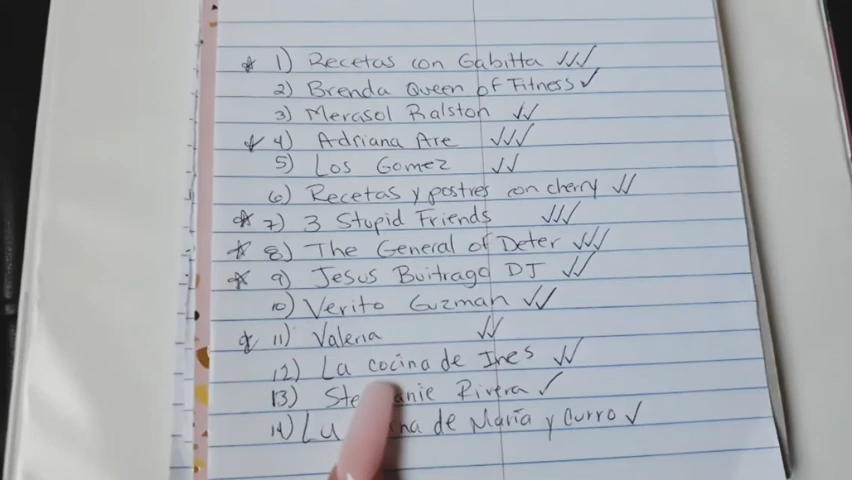 ☆ 1) Recetas con Gabitta ✓✓✓
2) Brenda Queen of Fitness ✓
3) Merasol Ralston ✓✓
☆ 4) Adriana Are ✓✓✓
5) Los Gomez ✓✓
6) Recetas y postres con cherry ✓✓
☆ 7) 3 Stupid Friends ✓✓✓
☆ 8) The General of Deter ✓✓✓
☆ 9) Jesus Buitrago DJ ✓✓
10) Verito Guzman ✓✓
☆ 11) Valeria ✓✓
12) La cocina de Ines ✓✓
13) Rivera ✓
14) de María y Curro ✓